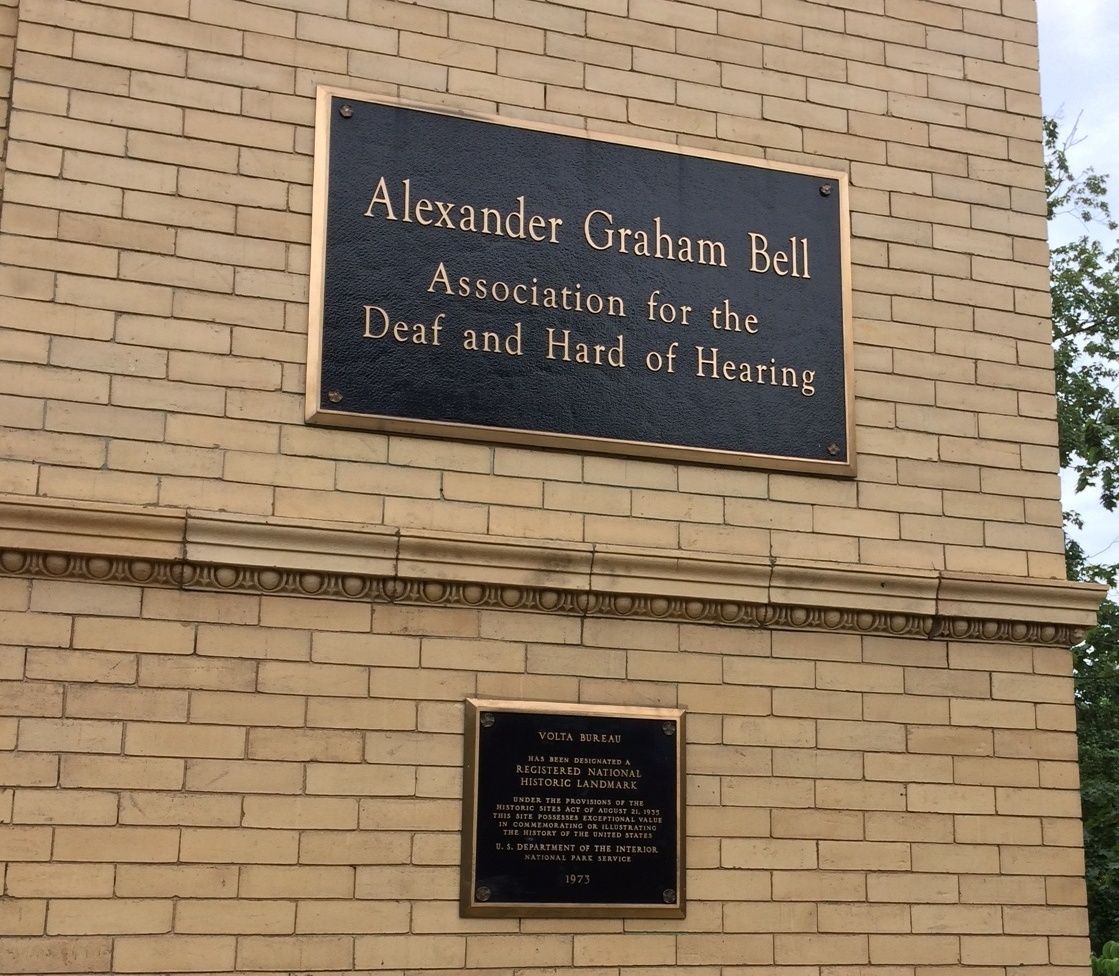 Alexander Graham Bell
Association for the
Deaf and Hard of Hearing
VOLTA BUREAU
HAS BEEN DESIGNATED A
REGISTERED NATIONAL
HISTORIC LANDMARK
UNDER THE PROVISIONS OF THE
HISTORIC SITES ACT OF AUGUST 21, 1935
THIS SITE POSSESSES EXCEPTIONAL VALUE
IN COMMEMORATING OR ILLUSTRATING
THE HISTORY OF THE UNITED STATES
U.S. DEPARTMENT OF THE INTERIOR
NATIONAL PARK SERVICE
1973